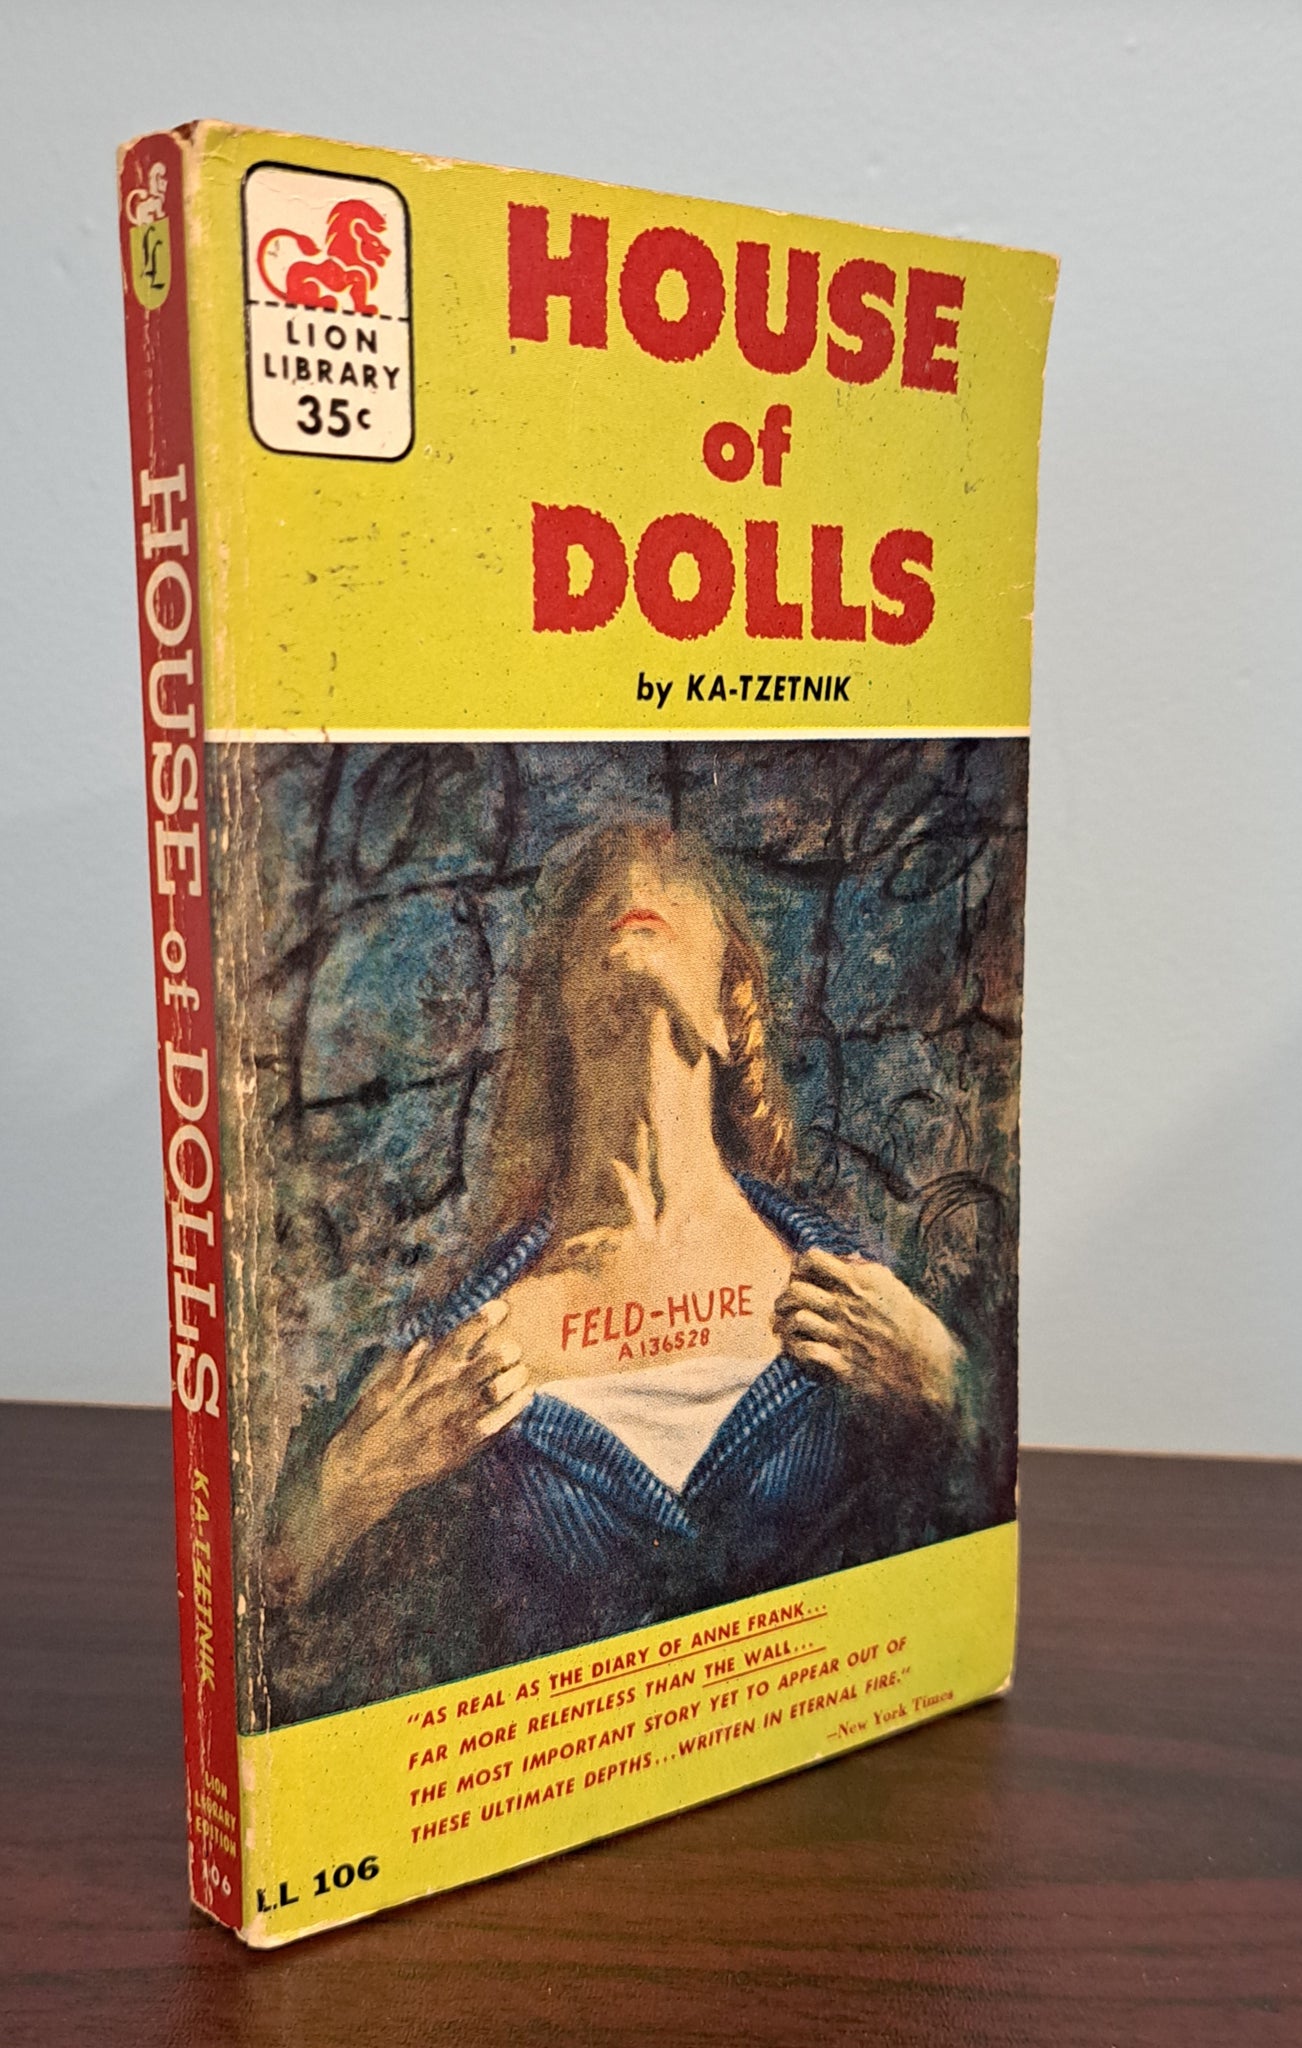 LL
HOUSE of DOLLS
KA-TZETNIK
LION
LIBRARY
EDITION
LION
LIBRARY
35c
HOUSE
of
DOLLS
by KA-TZETNIK
FELD-HURE
A 136528
"AS REAL AS THE DIARY OF ANNE FRANK...
FAR MORE RELENTLESS THAN THE WALL...
THE MOST IMPORTANT STORY YET TO APPEAR OUT OF
THESE ULTIMATE DEPTHS...WRITTEN IN ETERNAL FIRE."
—New York Times
LL 106